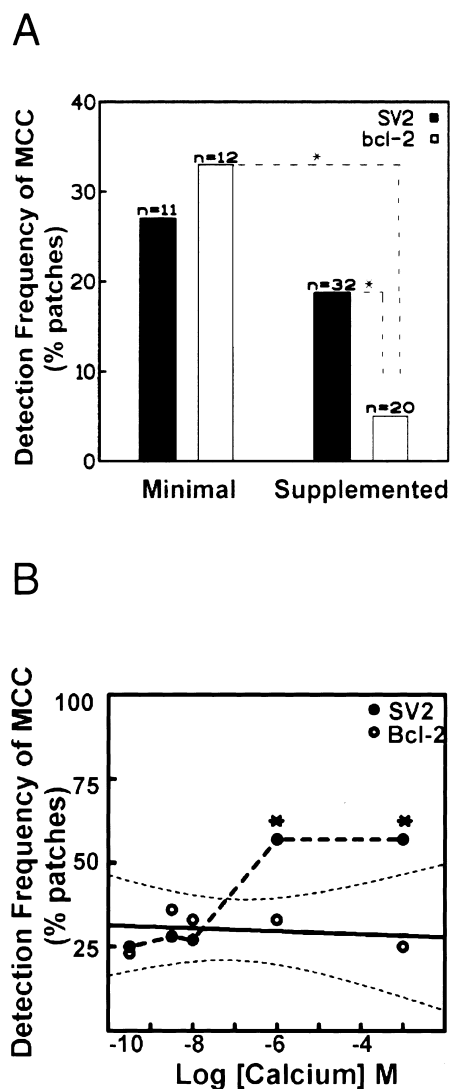 A
Detection Frequency of MCC
(% patches)
40
30
20
10
0
SV2
bcl-2
n=11
n=12
*
n=32
*
n=20
Minimal
Supplemented
B
Detection Frequency of MCC
(% patches)
100
75
50
25
SV2
Bcl-2
*
*
-10
-8
-6
-4
Log [Calcium] M